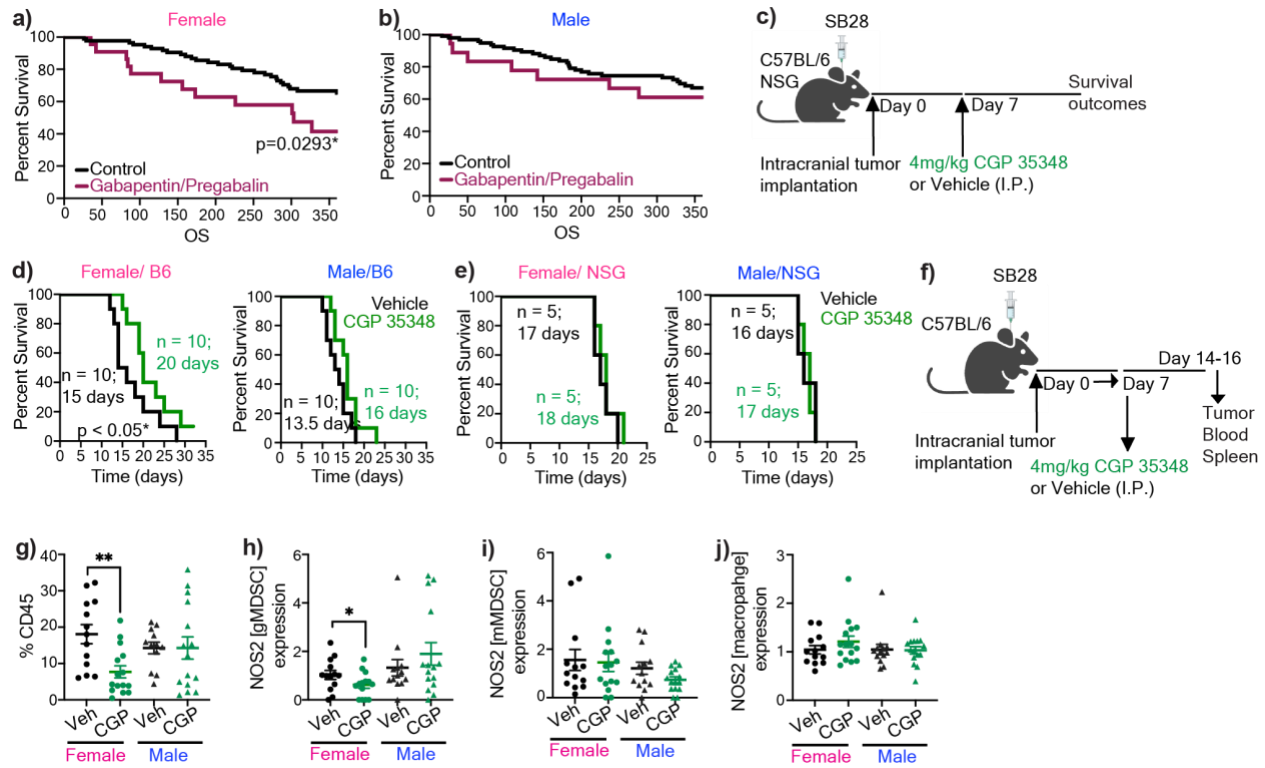 a)
Female
Percent Survival
100
80
60
40
20
0
p=0.0293*
Control
Gabapentin/Pregabalin
0 50 100 150 200 250 300 350
OS
b)
Male
Percent Survival
100
80
60
40
20
0
Control
Gabapentin/Pregabalin
0 50 100 150 200 250 300 350
OS
c)
SB28
C57BL/6
NSG
Day 0
Day 7
Survival
outcomes
Intracranial tumor
implantation
4mg/kg CGP 35348
or Vehicle (I.P.)
d)
Female/ B6
Percent Survival
100
80
60
40
20
0
n = 10;
20 days
n = 10;
15 days
p < 0.05*
0 5 10 15 20 25 30 35
Time (days)
Male/B6
Percent Survival
100
80
60
40
20
0
Vehicle
CGP 35348
n = 10;
16 days
n = 10;
13.5 days
0 5 10 15 20 25 30 35
Time (days)
e)
Female/ NSG
Percent Survival
100
80
60
40
20
0
n = 5;
17 days
n = 5;
18 days
0 5 10 15 20 25
Time (days)
Male/NSG
Percent Survival
100
80
60
40
20
0
n = 5;
16 days
Vehicle
CGP 35348
n = 5;
17 days
0 5 10 15 20 25
Time (days)
f)
SB28
C57BL/6
Day 0
Day 7
Day 14-16
Tumor
Blood
Spleen
Intracranial tumor
implantation
4mg/kg CGP 35348
or Vehicle (I.P.)
g)
% CD45
40
30
20
10
0
**
Veh CGP Veh CGP
Female Male
h)
NOS2 [gMDSC]
expression
6
4
2
0
*
Veh CGP Veh CGP
Female Male
i)
NOS2 [mMDSC]
expression
6
4
2
0
Veh CGP Veh CGP
Female Male
j)
NOS2 [macropahge]
expression
3
2
1
0
Veh CGP Veh CGP
Female Male